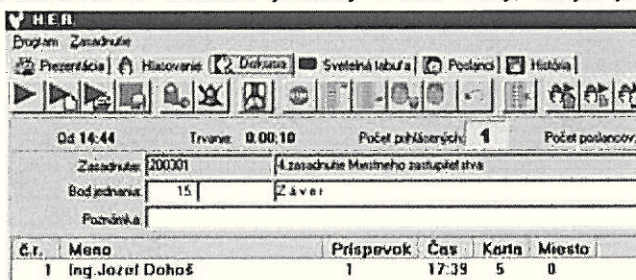 H.E.R.
Program Zasadnutie
Prezentácia Hlasovanie Diskusia Svetelná tabuľa Poslanci História
Od 14:44 Trvanie 0:00:10 Počet prihlásených 1 Počet poslancov:
Zasadnutie 200301 4.zasadnutie Mestneho zastupitelstva
Bod jednania 15 Záver
Poznámka
č.r. Meno Príspevok Čas Karta Miesto
1 Ing.Jozef Dohoš 1 17:39 5 0